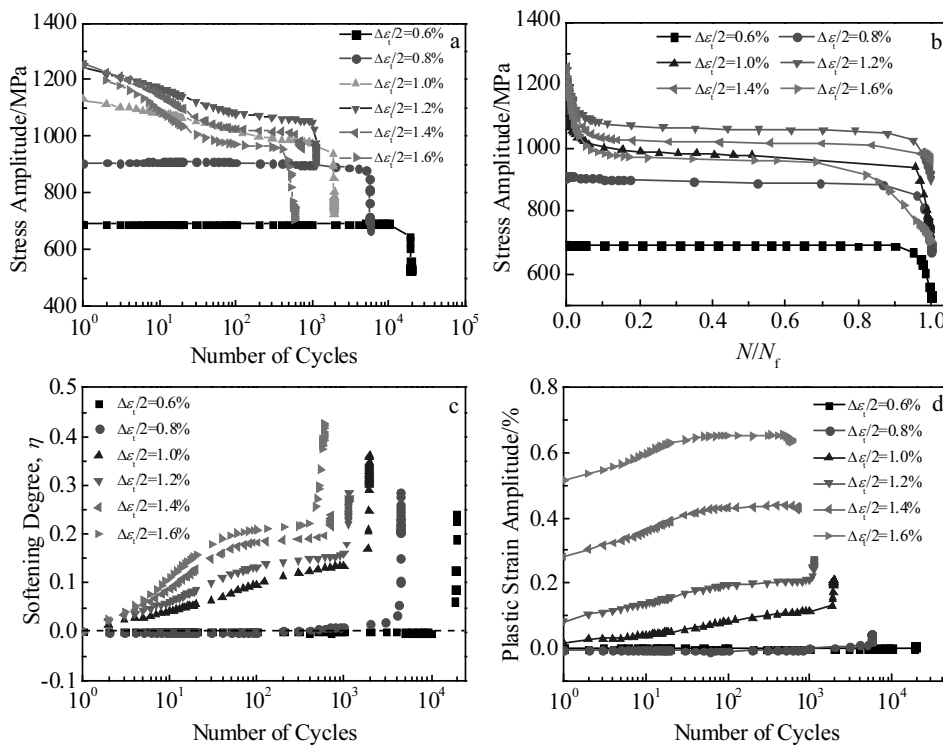 a
1400
1200
1000
800
600
400
Stress Amplitude/MPa
10^0 10^1 10^2 10^3 10^4 10^5
Number of Cycles
Δε_t/2=0.6%
Δε_t/2=0.8%
Δε_t/2=1.0%
Δε_t/2=1.2%
Δε_t/2=1.4%
Δε_t/2=1.6%
b
Δε_t/2=0.6% Δε_t/2=0.8%
Δε_t/2=1.0% Δε_t/2=1.2%
Δε_t/2=1.4% Δε_t/2=1.6%
1400
1200
1000
800
600
Stress Amplitude/MPa
0.0 0.2 0.4 0.6 0.8 1.0
N/N_f
c
Δε_t/2=0.6%
Δε_t/2=0.8%
Δε_t/2=1.0%
Δε_t/2=1.2%
Δε_t/2=1.4%
Δε_t/2=1.6%
0.5
0.4
0.3
0.2
0.1
0.0
-0.1
Softening Degree, η
10^0 10^1 10^2 10^3 10^4
Number of Cycles
d
Δε_t/2=0.6%
Δε_t/2=0.8%
Δε_t/2=1.0%
Δε_t/2=1.2%
Δε_t/2=1.4%
Δε_t/2=1.6%
0.8
0.6
0.4
0.2
0.0
Plastic Strain Amplitude/%
10^0 10^1 10^2 10^3 10^4
Number of Cycles